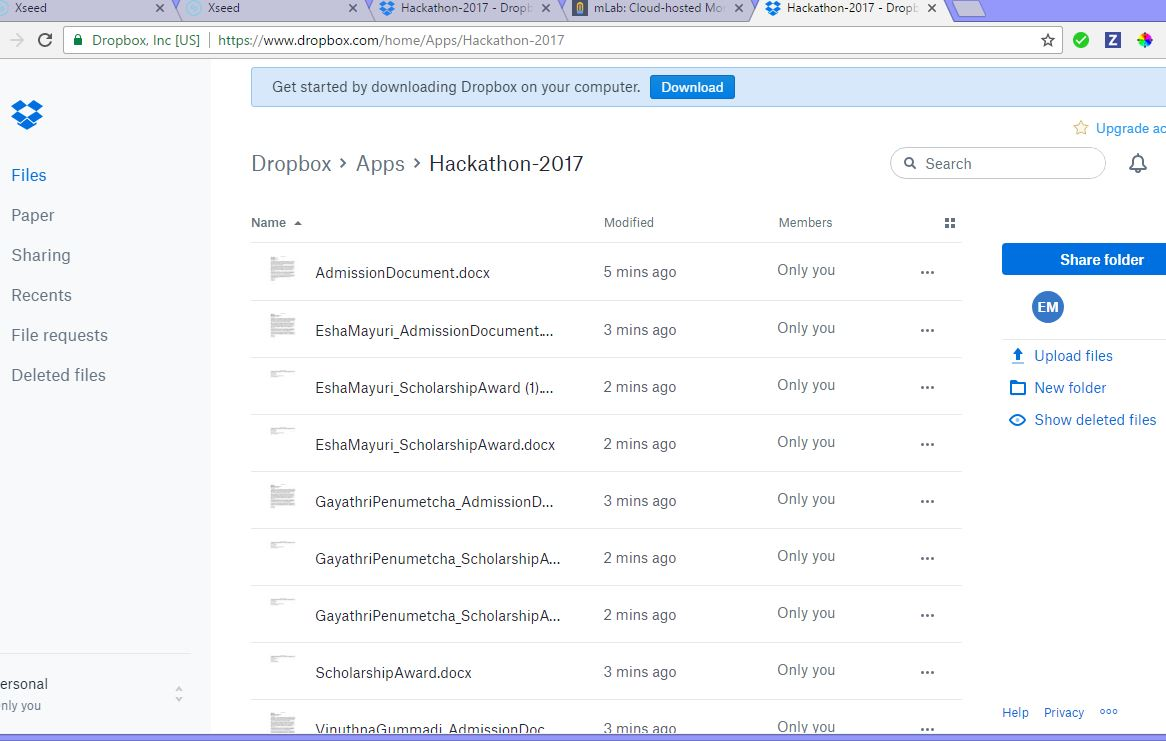 Xseed
Xseed
Hackathon-2017 - Dropb
mLab: Cloud-hosted Mon
Hackathon-2017 - Dropb
Dropbox, Inc [US]
https://www.dropbox.com/home/Apps/Hackathon-2017
Z
Get started by downloading Dropbox on your computer. Download
Upgrade ac
Dropbox › Apps › Hackathon-2017
Search
Files
Paper
Sharing
Recents
File requests
Deleted files
ersonal
nly you
Name Modified Members
AdmissionDocument.docx 5 mins ago Only you
EshaMayuri_AdmissionDocument.... 3 mins ago Only you
EshaMayuri_ScholarshipAward (1).... 2 mins ago Only you
EshaMayuri_ScholarshipAward.docx 2 mins ago Only you
GayathriPenumetcha_AdmissionD... 3 mins ago Only you
GayathriPenumetcha_ScholarshipA... 2 mins ago Only you
GayathriPenumetcha_ScholarshipA... 2 mins ago Only you
ScholarshipAward.docx 3 mins ago Only you
VinuthnaGummadi_AdmissionDoc... 3 mins ago Only you
Share folder
EM
Upload files
New folder
Show deleted files
Help Privacy